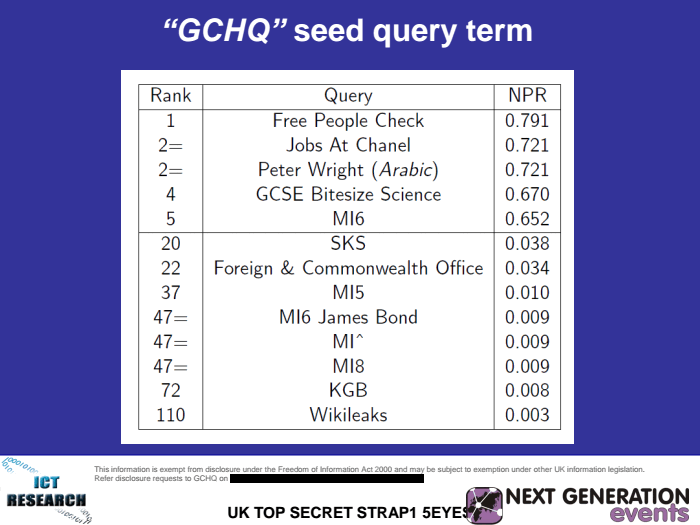 “GCHQ” seed query term
Rank Query NPR
1 Free People Check 0.791
2= Jobs At Chanel 0.721
2= Peter Wright (Arabic) 0.721
4 GCSE Bitesize Science 0.670
5 MI6 0.652
20 SKS 0.038
22 Foreign & Commonwealth Office 0.034
37 MI5 0.010
47= MI6 James Bond 0.009
47= MI^ 0.009
47= MI8 0.009
72 KGB 0.008
110 Wikileaks 0.003
This information is exempt from disclosure under the Freedom of Information Act 2000 and may be subject to exemption under other UK information legislation.
Refer disclosure requests to GCHQ on
ICT
RESEARCH
UK TOP SECRET STRAP1 5EYES
NEXT GENERATION
events